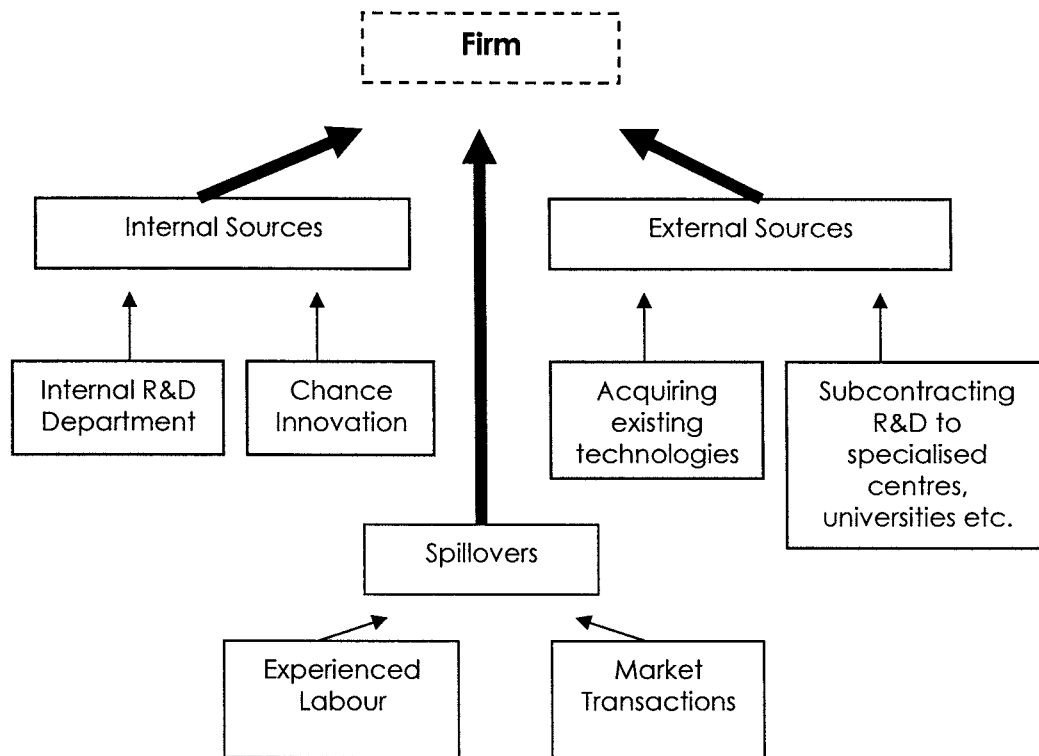 Firm
Internal Sources
External Sources
Internal R&D
Department
Chance
Innovation
Acquiring
existing
technologies
Subcontracting
R&D to
specialised
centres,
universities etc.
Spillovers
Experienced
Labour
Market
Transactions